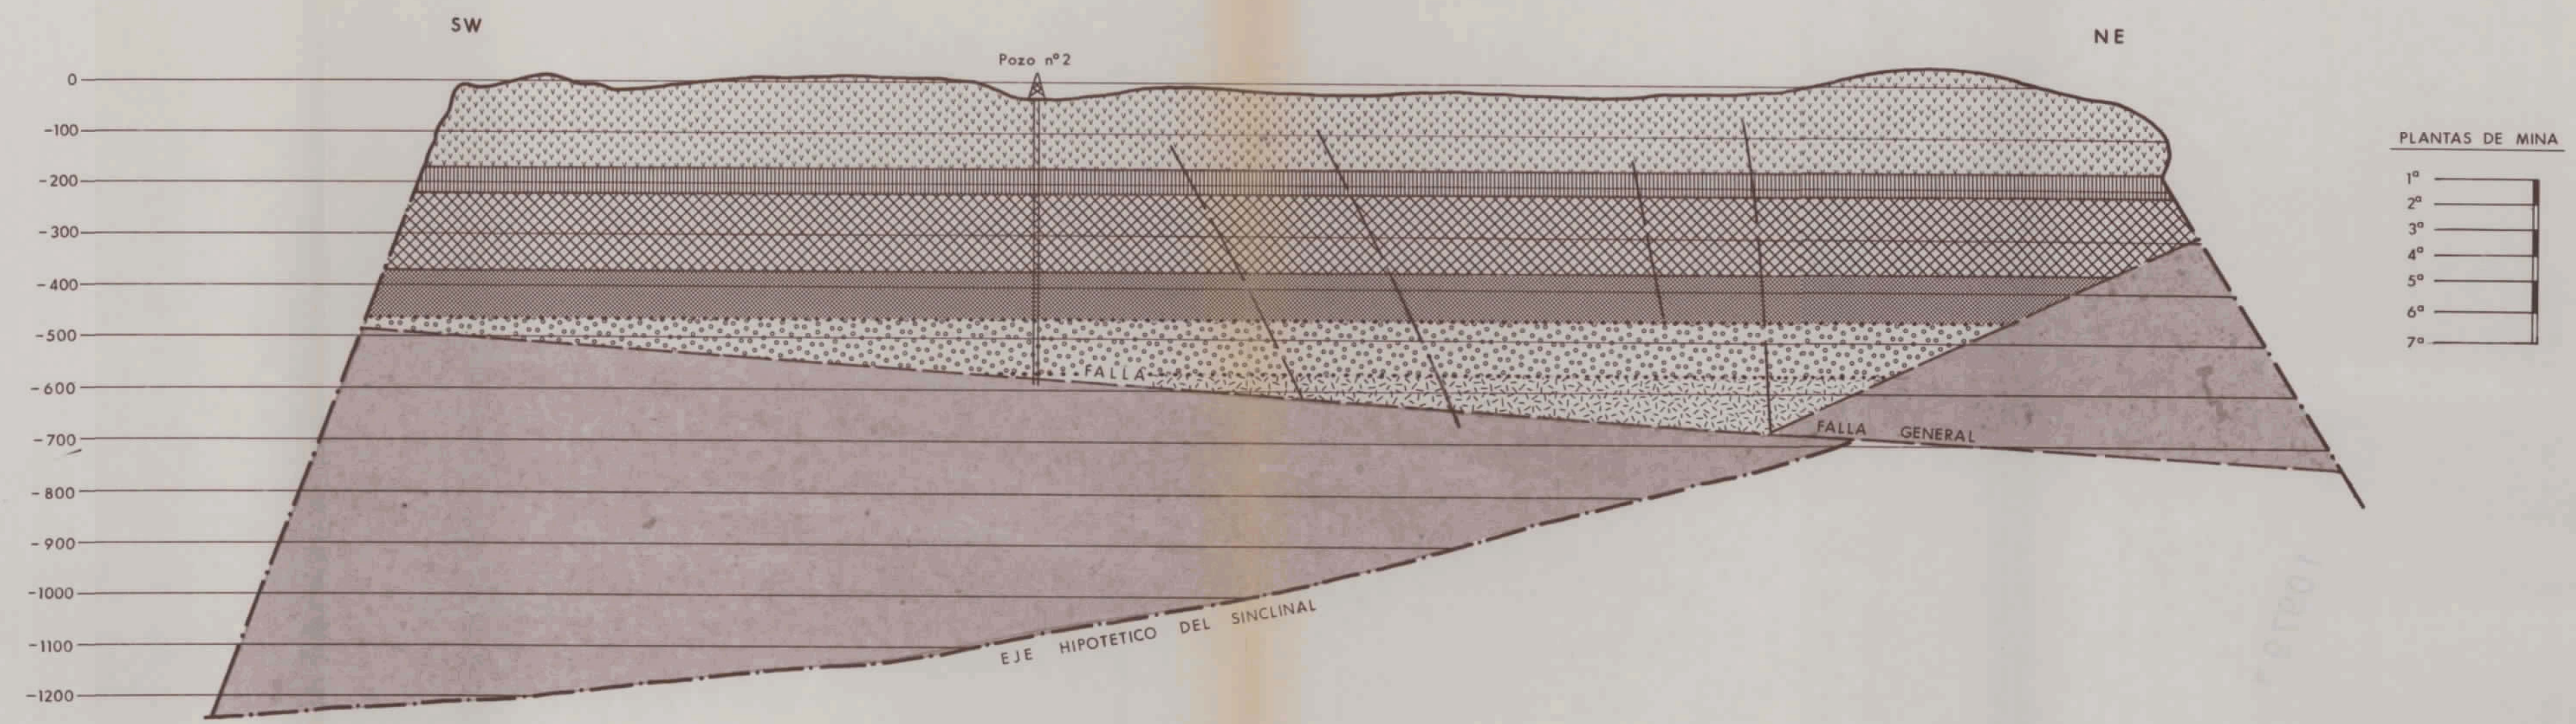 SW
NE
Pozo nº2
0
-100
-200
-300
-400
-500
-600
-700
-800
-900
-1000
-1100
-1200
FALLA
FALLA GENERAL
EJE HIPOTETICO DEL SINCLINAL
PLANTAS DE MINA
1ª
2ª
3ª
4ª
5ª
6ª
7ª